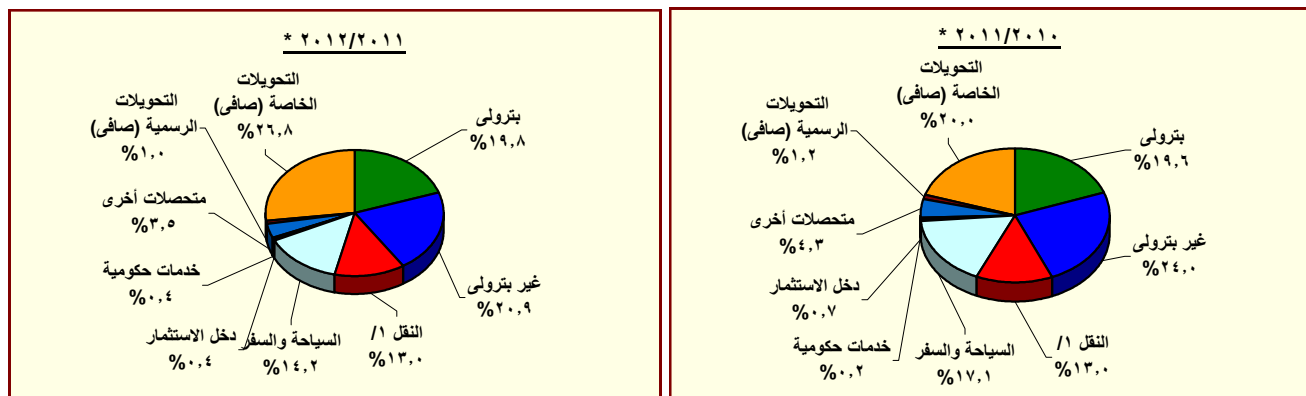 * ٢٠١١/٢٠١٠
التحويلات
الخاصة (صافى)
%٢٠,٠
بترولى
%١٩,٦
التحويلات
الرسمية (صافى)
%١,٢
متحصلات أخرى
%٤,٣
غير بترولى
%٢٤,٠
دخل الاستثمار
%٠,٧
خدمات حكومية
%٠,٢
السياحة والسفر
%١٧,١
النقل ١/
%١٣,٠
* ٢٠١٢/٢٠١١
التحويلات
الخاصة (صافى)
%٢٦,٨
بترولى
%١٩,٨
التحويلات
الرسمية (صافى)
%١,٠
متحصلات أخرى
%٣,٥
خدمات حكومية
%٠,٤
غير بترولى
%٢٠,٩
دخل الاستثمار
%٠,٤
السياحة والسفر
%١٤,٢
النقل ١/
%١٣,٠